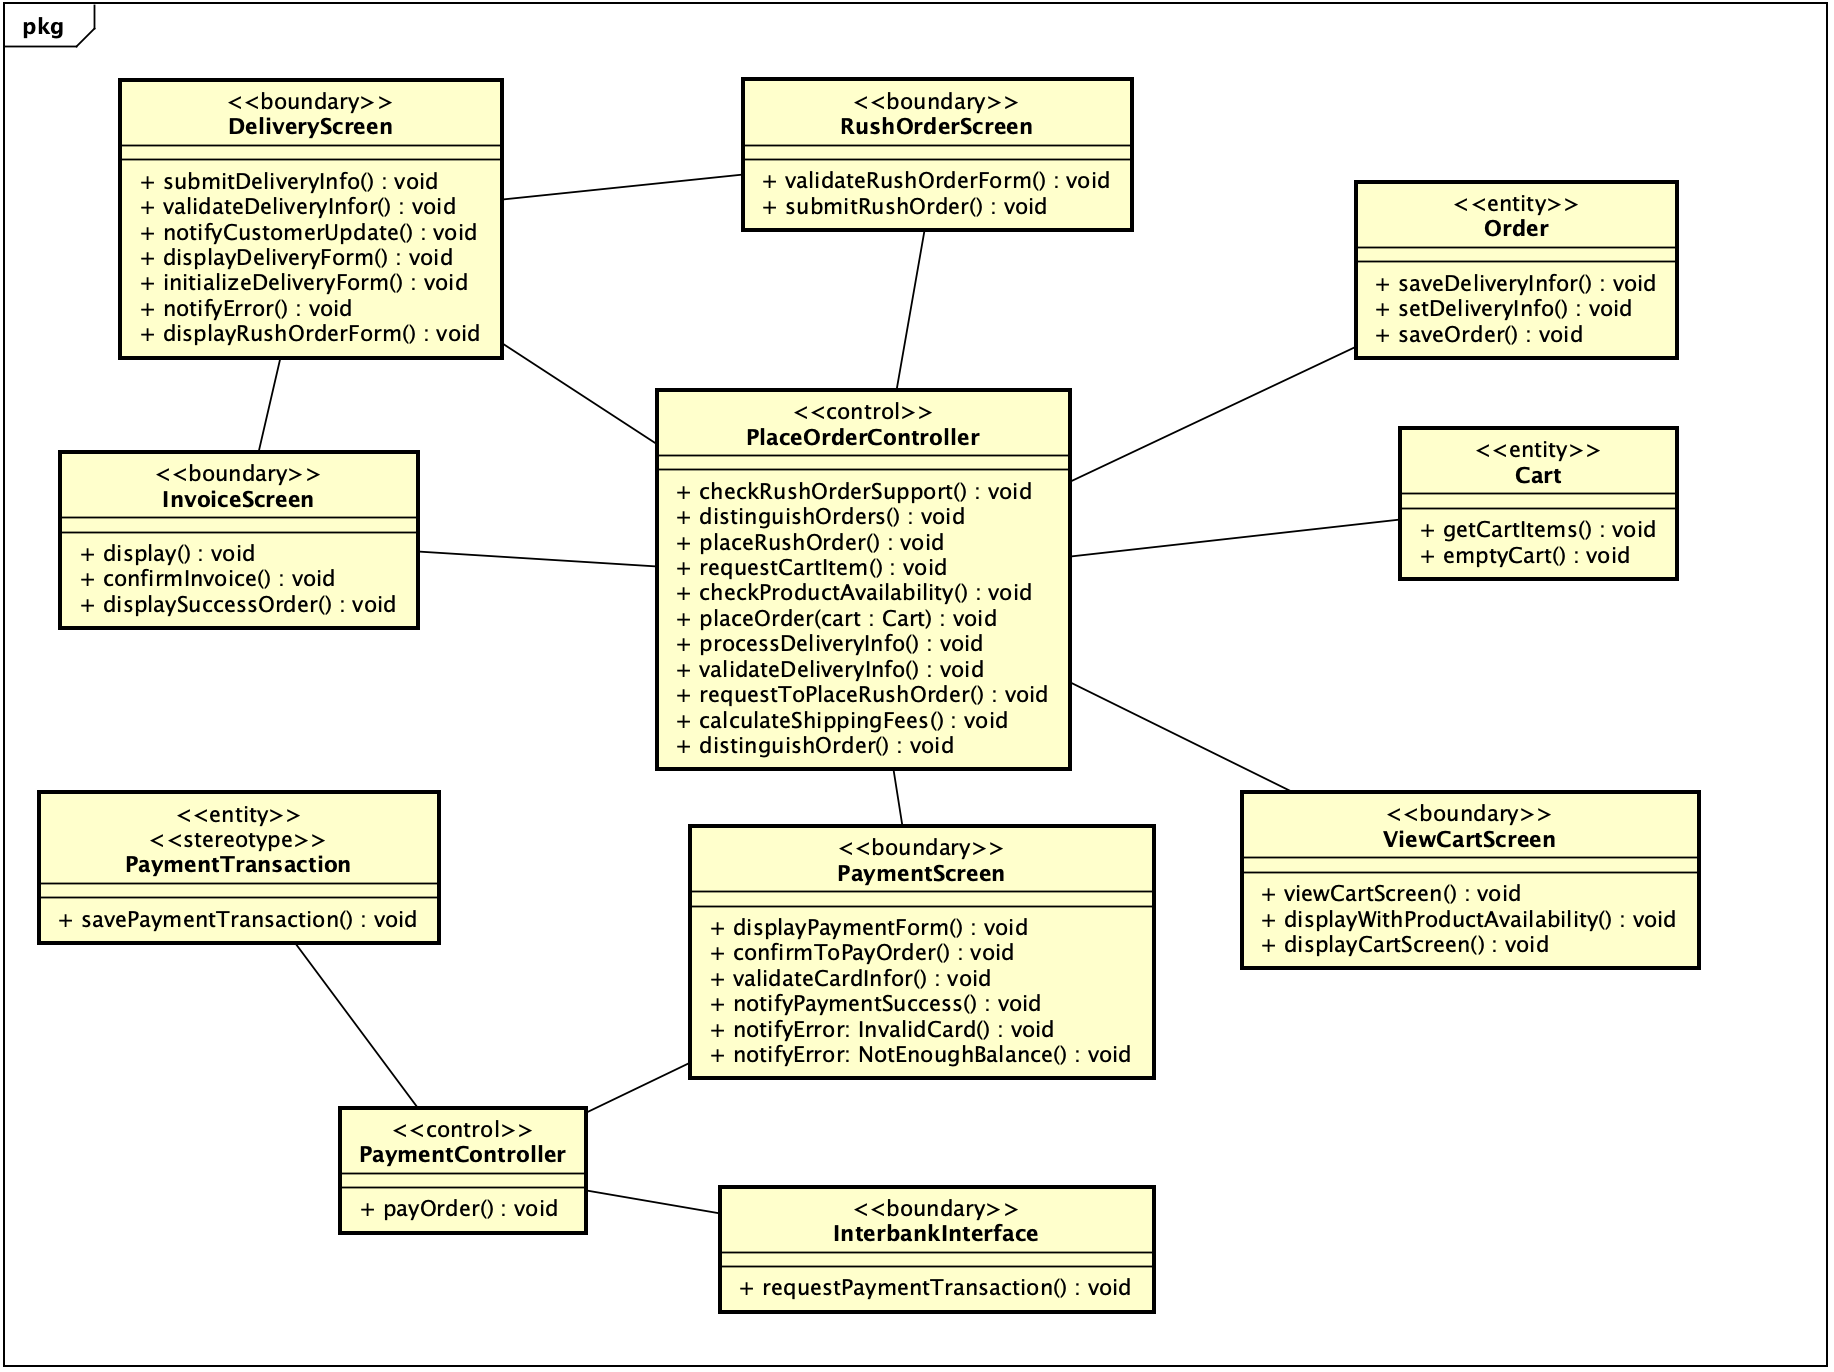 pkg
<<boundary>>
DeliveryScreen
+ submitDeliveryInfo() : void
+ validateDeliveryInfor() : void
+ notifyCustomerUpdate() : void
+ displayDeliveryForm() : void
+ initializeDeliveryForm() : void
+ notifyError() : void
+ displayRushOrderForm() : void
<<boundary>>
RushOrderScreen
+ validateRushOrderForm() : void
+ submitRushOrder() : void
<<entity>>
Order
+ saveDeliveryInfor() : void
+ setDeliveryInfo() : void
+ saveOrder() : void
<<boundary>>
InvoiceScreen
+ display() : void
+ confirmInvoice() : void
+ displaySuccessOrder() : void
<<control>>
PlaceOrderController
+ checkRushOrderSupport() : void
+ distinguishOrders() : void
+ placeRushOrder() : void
+ requestCartItem() : void
+ checkProductAvailability() : void
+ placeOrder(cart : Cart) : void
+ processDeliveryInfo() : void
+ validateDeliveryInfo() : void
+ requestToPlaceRushOrder() : void
+ calculateShippingFees() : void
+ distinguishOrder() : void
<<entity>>
Cart
+ getCartItems() : void
+ emptyCart() : void
<<entity>>
<<stereotype>>
PaymentTransaction
+ savePaymentTransaction() : void
<<boundary>>
PaymentScreen
+ displayPaymentForm() : void
+ confirmToPayOrder() : void
+ validateCardInfor() : void
+ notifyPaymentSuccess() : void
+ notifyError: InvalidCard() : void
+ notifyError: NotEnoughBalance() : void
<<boundary>>
ViewCartScreen
+ viewCartScreen() : void
+ displayWithProductAvailability() : void
+ displayCartScreen() : void
<<control>>
PaymentController
+ payOrder() : void
<<boundary>>
InterbankInterface
+ requestPaymentTransaction() : void